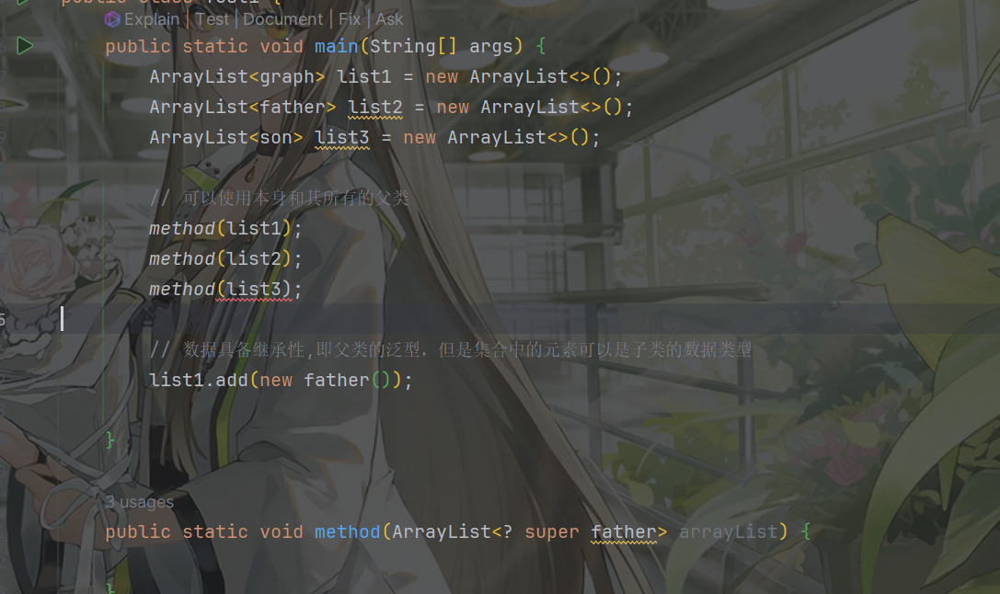 public class Test1 {
Explain | Test | Document | Fix | Ask
public static void main(String[] args) {
ArrayList<graph> list1 = new ArrayList<>();
ArrayList<father> list2 = new ArrayList<>();
ArrayList<son> list3 = new ArrayList<>();
// 可以使用本身和其所有的父类
method(list1);
method(list2);
method(list3);
5
// 数据具备继承性,即父类的泛型，但是集合中的元素可以是子类的数据类型
list1.add(new father());
}
3 usages
public static void method(ArrayList<? super father> arrayList) {
}